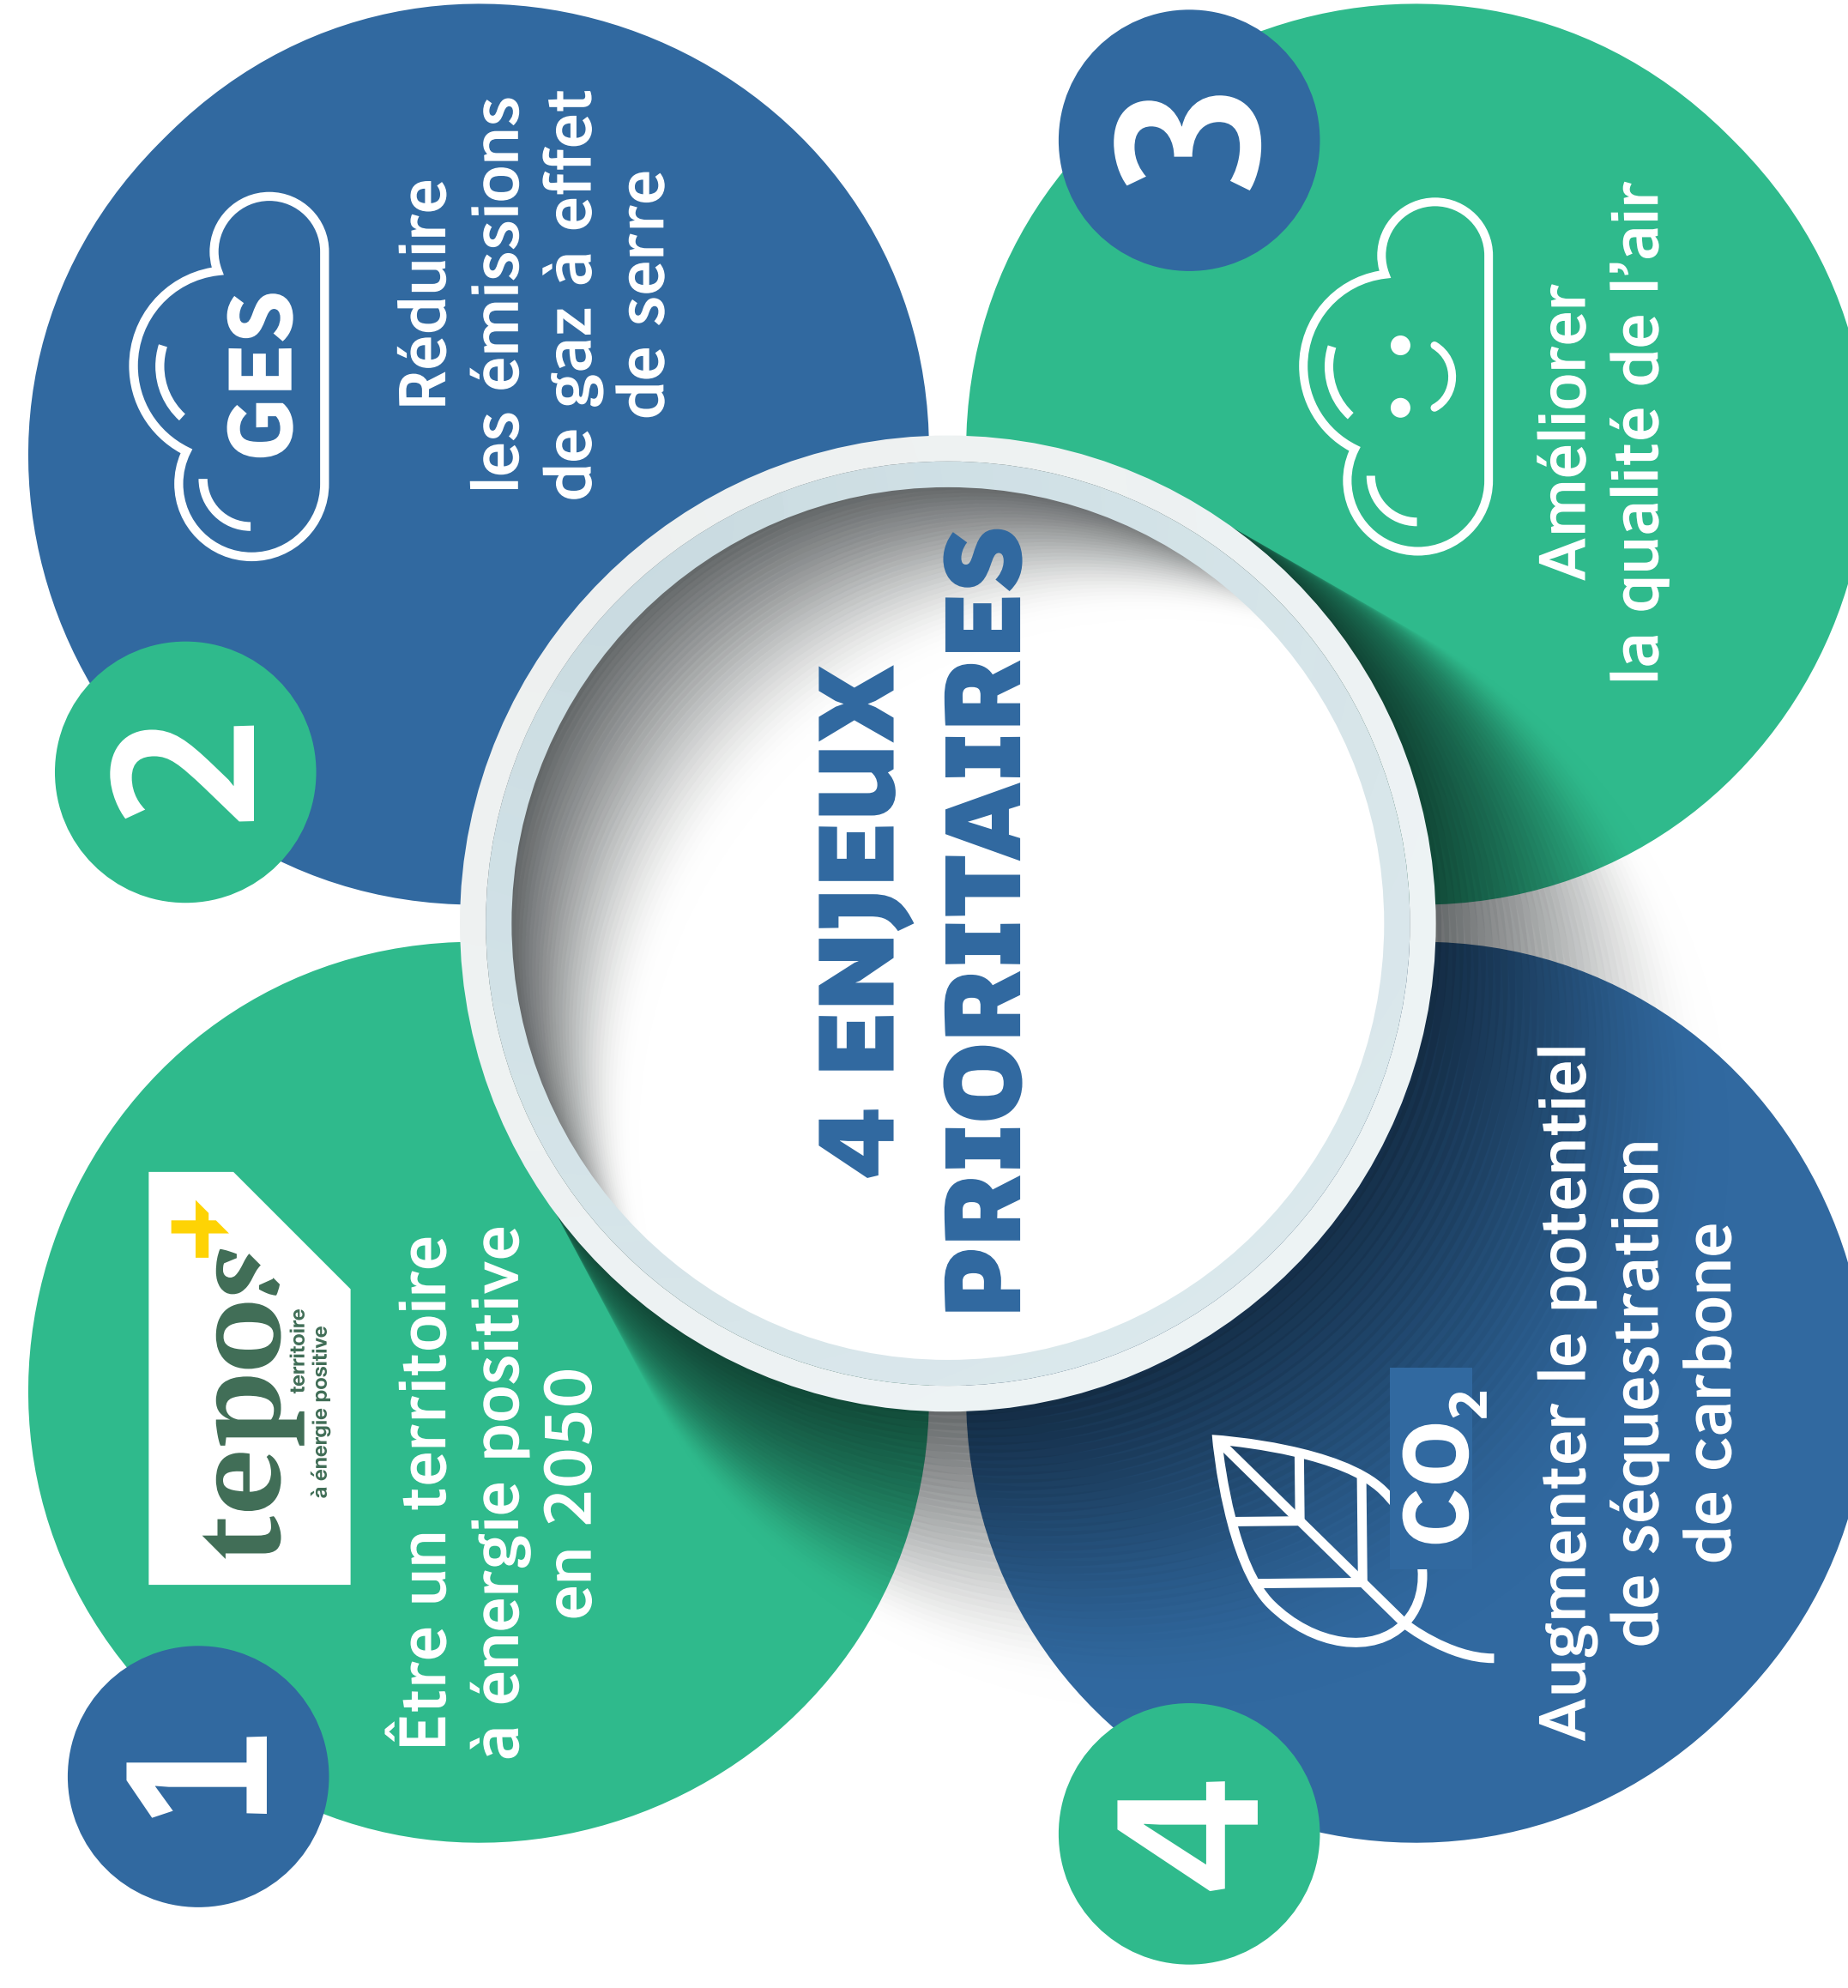 4 ENJEUX
PRIORITAIRES
1
tepos+
territoire
à énergie positive
Être un territoire
à énergie positive
en 2050
2
GES
Réduire
les émissions
de gaz à effet
de serre
3
Améliorer
la qualité de l’air
4
CO₂
Augmenter le potentiel
de séquestration
de carbone